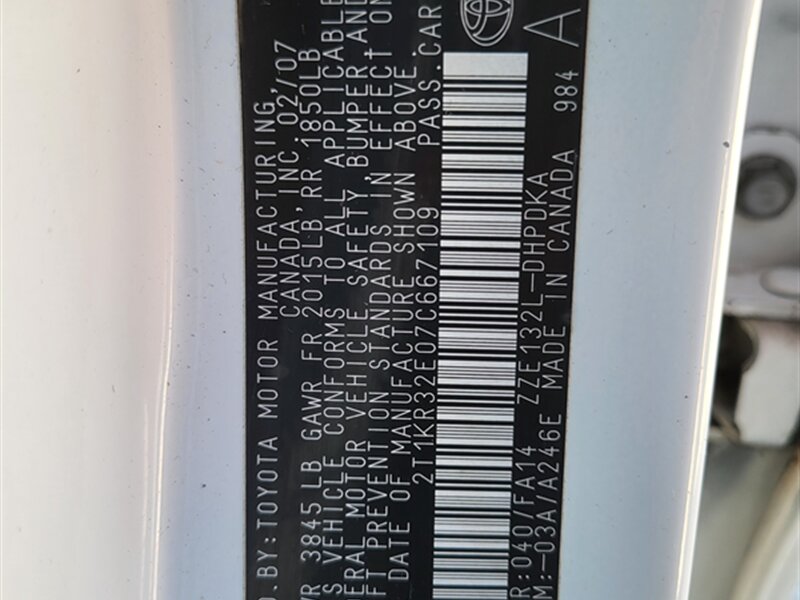 D.BY:TOYOTA MOTOR MANUFACTURING,
CANADA, INC. 02/07
WR 3845 LB GAWR FR 2015LB, RR 1850LB
S VEHICLE CONFORMS TO ALL APPLICABLE
ERAL MOTOR VEHICLE SAFETY, BUMPER AND
FT PREVENTION STANDARDS IN EFFECT ON
DATE OF MANUFACTURE SHOWN ABOVE.
2T1KR32E07C667109 PASS.CAR
R:040/FA14 ZZE132L-DHPDKA
M:-03A/A246E MADE IN CANADA 984 A